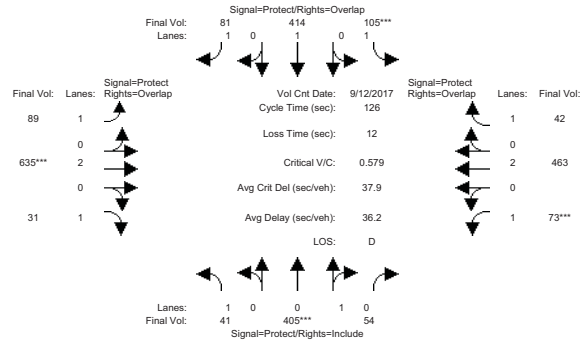 Signal=Protect/Rights=Overlap
Final Vol: 81 414 105***
Lanes: 1 0 1 0 1
Signal=Protect
Final Vol: Lanes: Rights=Overlap
Vol Cnt Date: 9/12/2017
Signal=Protect
Rights=Overlap Lanes: Final Vol:
Cycle Time (sec): 126
89 1
1 42
Loss Time (sec): 12
0
0
635*** 2
Critical V/C: 0.579
2 463
0
Avg Crit Del (sec/veh): 37.9
0
31 1
Avg Delay (sec/veh): 36.2
1 73***
LOS: D
Lanes: 1 0 0 1 0
Final Vol: 41 405*** 54
Signal=Protect/Rights=Include